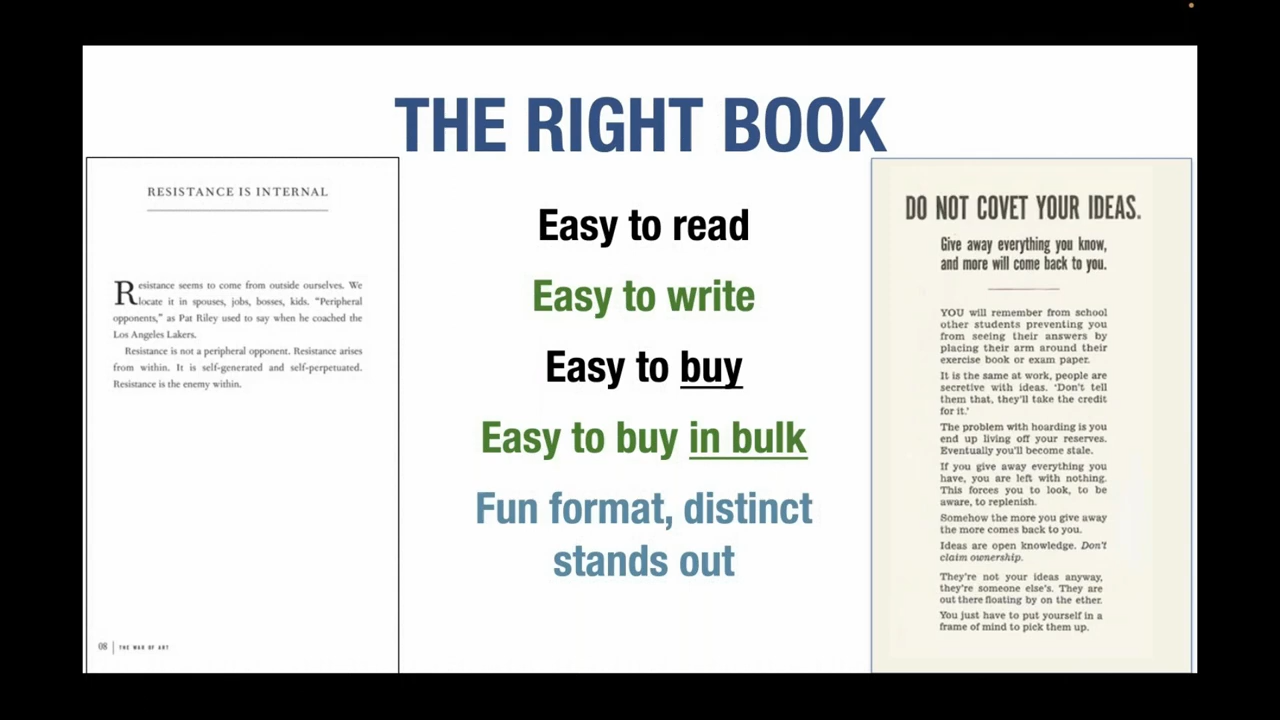 THE RIGHT BOOK
RESISTANCE IS INTERNAL
Resistance seems to come from outside ourselves. We
locate it in spouses, jobs, bosses, kids. “Peripheral
opponents,” as Pat Riley used to say when he coached the
Los Angeles Lakers.
Resistance is not a peripheral opponent. Resistance arises
from within. It is self-generated and self-perpetuated.
Resistance is the enemy within.
08 | THE WAR OF ART
Easy to read
Easy to write
Easy to buy
Easy to buy in bulk
Fun format, distinct
stands out
DO NOT COVET YOUR IDEAS.
Give away everything you know,
and more will come back to you.
YOU will remember from school
other students preventing you
from seeing their answers by
placing their arm around their
exercise book or exam paper.
It is the same at work, people are
secretive with ideas. ‘Don’t tell
them that, they’ll take the credit
for it.’
The problem with hoarding is you
end up living off your reserves.
Eventually you’ll become stale.
If you give away everything you
have, you are left with nothing.
This forces you to look, to be
aware, to replenish.
Somehow the more you give away
the more comes back to you.
Ideas are open knowledge. Don’t
claim ownership.
They’re not your ideas anyway,
they’re someone else’s. They are
out there floating by on the ether.
You just have to put yourself in a
frame of mind to pick them up.